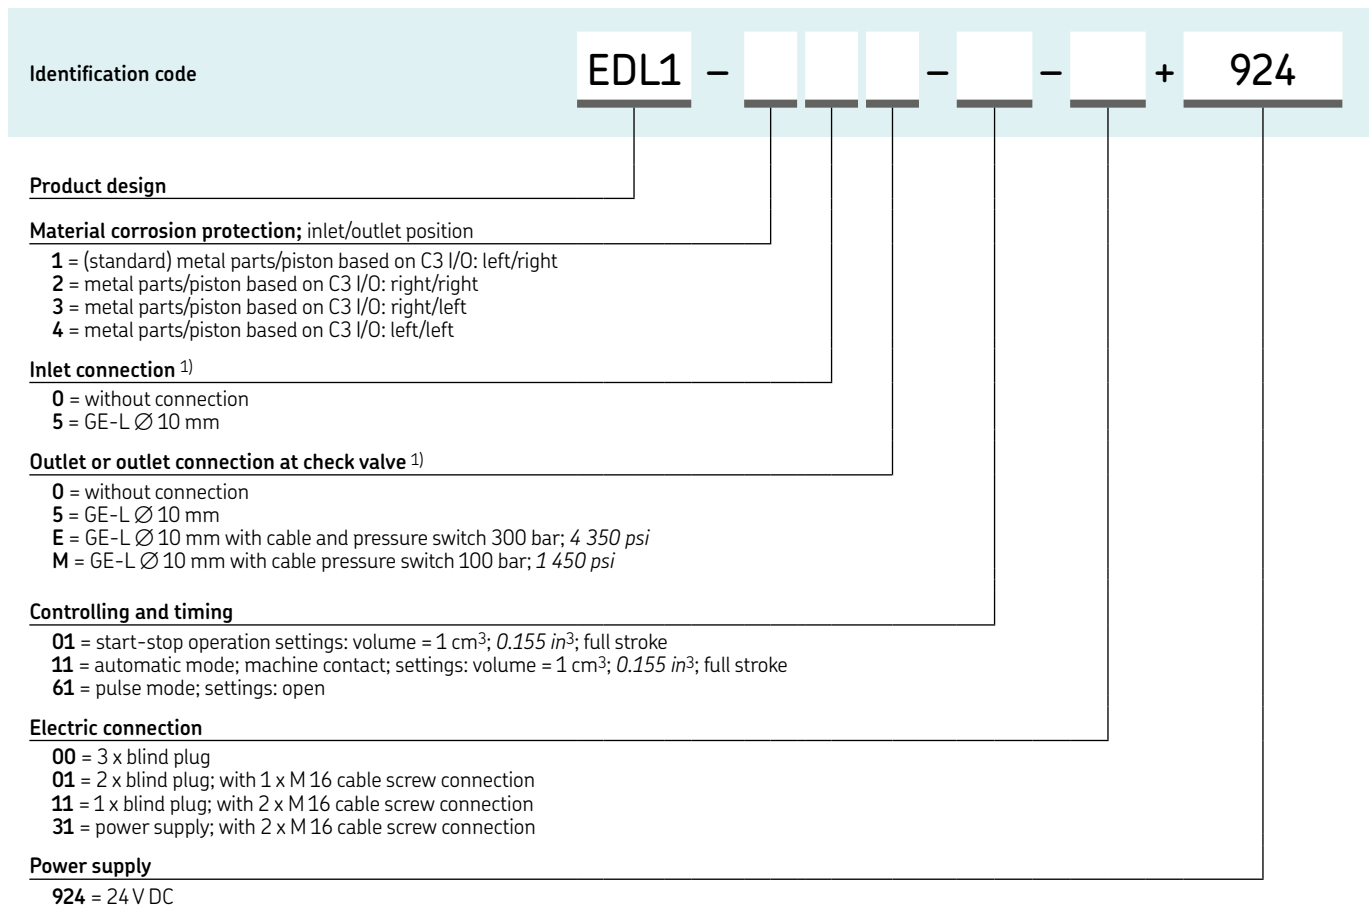 Identification code EDL1 – – – + 924
Product design
Material corrosion protection; inlet/outlet position
1 = (standard) metal parts/piston based on C3 I/O: left/right
2 = metal parts/piston based on C3 I/O: right/right
3 = metal parts/piston based on C3 I/O: right/left
4 = metal parts/piston based on C3 I/O: left/left
Inlet connection 1)
0 = without connection
5 = GE-L ∅ 10 mm
Outlet or outlet connection at check valve 1)
0 = without connection
5 = GE-L ∅ 10 mm
E = GE-L ∅ 10 mm with cable and pressure switch 300 bar; 4 350 psi
M = GE-L ∅ 10 mm with cable pressure switch 100 bar; 1 450 psi
Controlling and timing
01 = start-stop operation settings: volume = 1 cm³; 0.155 in³; full stroke
11 = automatic mode; machine contact; settings: volume = 1 cm³; 0.155 in³; full stroke
61 = pulse mode; settings: open
Electric connection
00 = 3 x blind plug
01 = 2 x blind plug; with 1 x M 16 cable screw connection
11 = 1 x blind plug; with 2 x M 16 cable screw connection
31 = power supply; with 2 x M 16 cable screw connection
Power supply
924 = 24 V DC